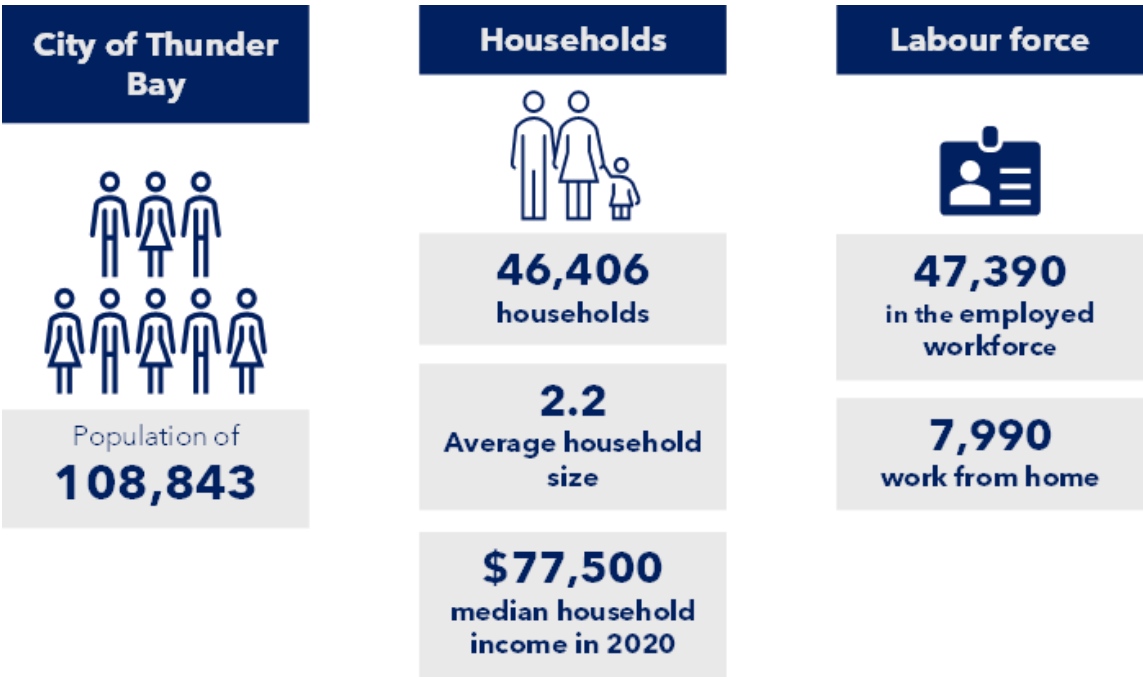 City of Thunder
Bay
Population of
108,843
Households
46,406
households
2.2
Average household
size
$77,500
median household
income in 2020
Labour force
47,390
in the employed
workforce
7,990
work from home